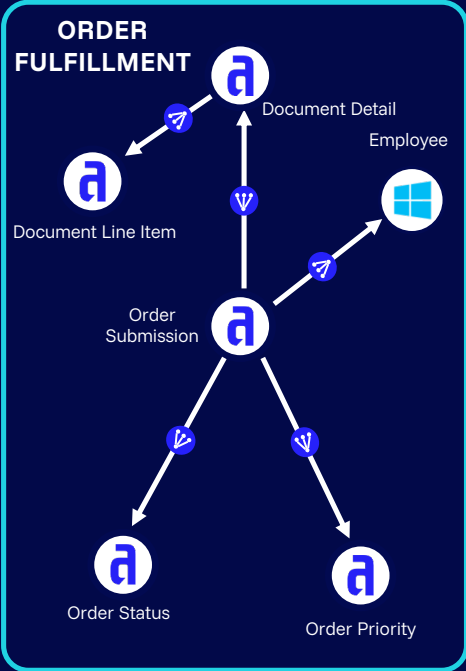 ORDER
FULFILLMENT
a
Document Detail
Employee
a
Document Line Item
Order
Submission
a
a
Order Status
a
Order Priority